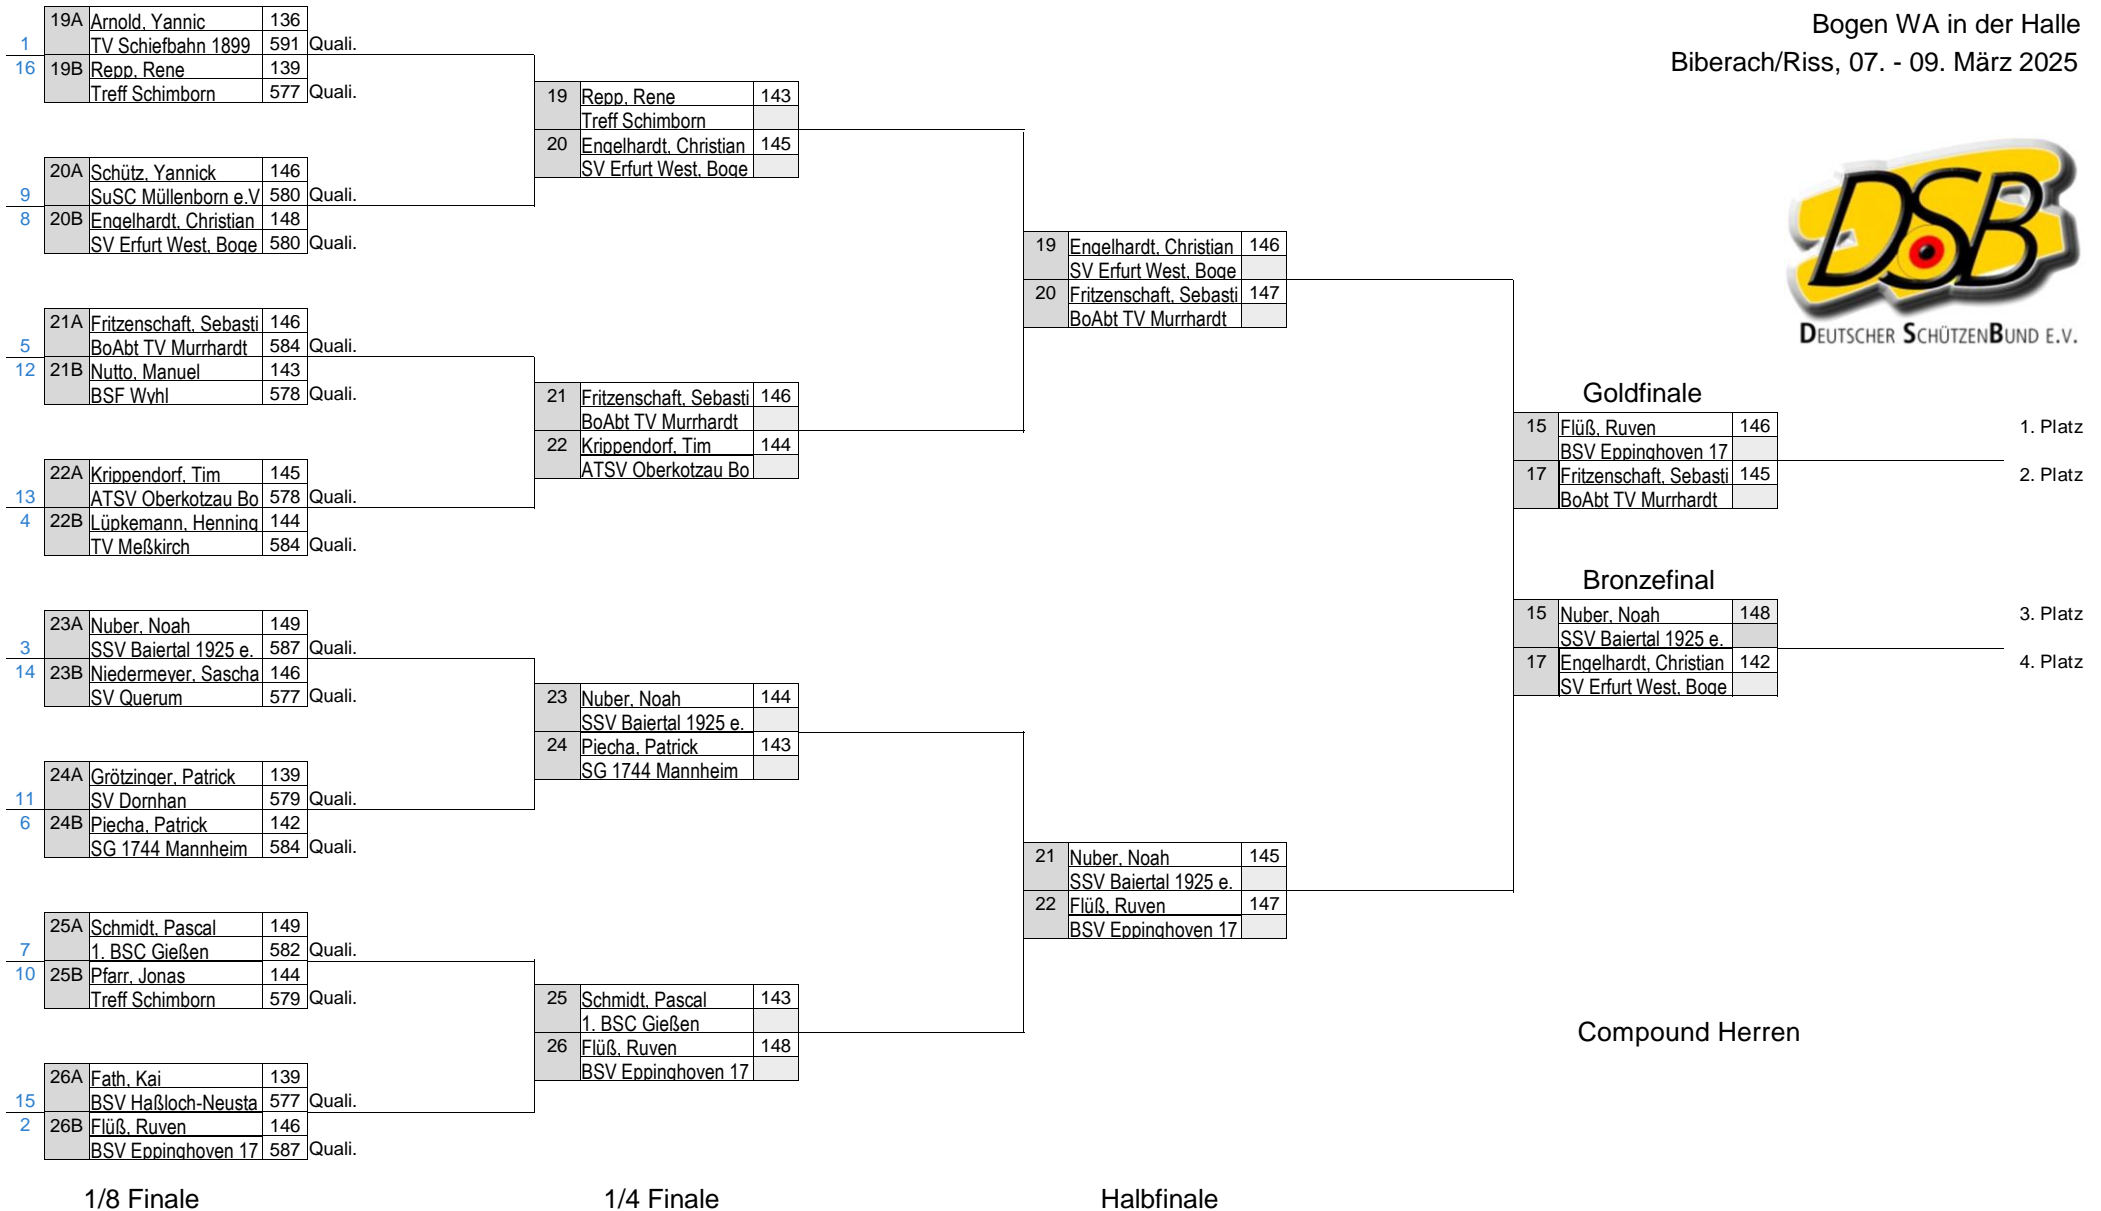 Bogen WA in der Halle
Biberach/Riss, 07. - 09. März 2025
DSB
DEUTSCHER SCHÜTZENBUND E.V.
19A Arnold, Yannic 136
1 TV Schiefbahn 1899 591 Quali.
16 19B Repp, Rene 139
Treff Schimborn 577 Quali.
20A Schütz, Yannick 146
9 SuSC Müllenborn e.V 580 Quali.
8 20B Engelhardt, Christian 148
SV Erfurt West, Boge 580 Quali.
21A Fritzenschaft, Sebasti 146
5 BoAbt TV Murrhardt 584 Quali.
12 21B Nutto, Manuel 143
BSF Wyhl 578 Quali.
22A Krippendorf, Tim 145
13 ATSV Oberkotzau Bo 578 Quali.
4 22B Lüpkemann, Henning 144
TV Meßkirch 584 Quali.
23A Nuber, Noah 149
3 SSV Baiertal 1925 e. 587 Quali.
14 23B Niedermeyer, Sascha 146
SV Querum 577 Quali.
24A Grötzinger, Patrick 139
11 SV Dornhan 579 Quali.
6 24B Piecha, Patrick 142
SG 1744 Mannheim 584 Quali.
25A Schmidt, Pascal 149
7 1. BSC Gießen 582 Quali.
10 25B Pfarr, Jonas 144
Treff Schimborn 579 Quali.
26A Fath, Kai 139
15 BSV Haßloch-Neusta 577 Quali.
2 26B Flüß, Ruven 146
BSV Eppinghoven 17 587 Quali.
1/8 Finale
19 Repp, Rene 143
Treff Schimborn
20 Engelhardt, Christian 145
SV Erfurt West, Boge
21 Fritzenschaft, Sebasti 146
BoAbt TV Murrhardt
22 Krippendorf, Tim 144
ATSV Oberkotzau Bo
23 Nuber, Noah 144
SSV Baiertal 1925 e.
24 Piecha, Patrick 143
SG 1744 Mannheim
25 Schmidt, Pascal 143
1. BSC Gießen
26 Flüß, Ruven 148
BSV Eppinghoven 17
1/4 Finale
19 Engelhardt, Christian 146
SV Erfurt West, Boge
20 Fritzenschaft, Sebasti 147
BoAbt TV Murrhardt
21 Nuber, Noah 145
SSV Baiertal 1925 e.
22 Flüß, Ruven 147
BSV Eppinghoven 17
Halbfinale
Goldfinale
15 Flüß, Ruven 146 1. Platz
BSV Eppinghoven 17
17 Fritzenschaft, Sebasti 145 2. Platz
BoAbt TV Murrhardt
Bronzefinal
15 Nuber, Noah 148 3. Platz
SSV Baiertal 1925 e.
17 Engelhardt, Christian 142 4. Platz
SV Erfurt West, Boge
Compound Herren